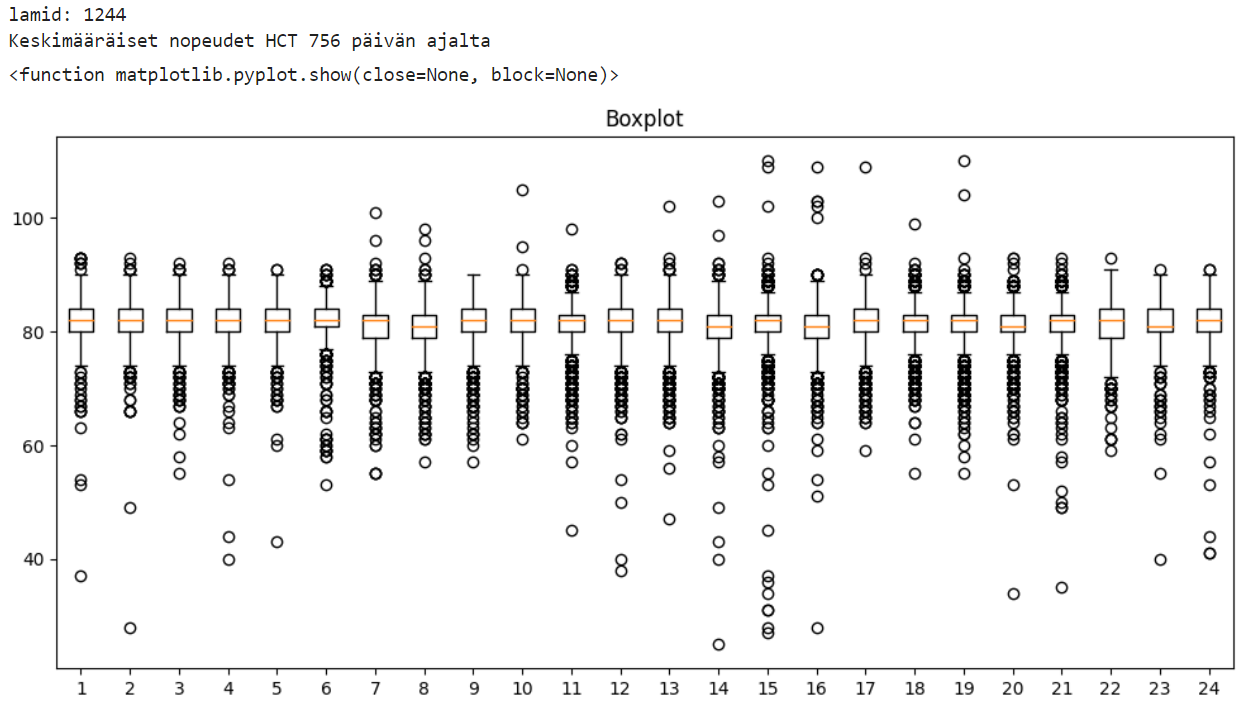 lamid: 1244
Keskimääräiset nopeudet HCT 756 päivän ajalta
<function matplotlib.pyplot.show(close=None, block=None)>
Boxplot
100
80
60
40
1 2 3 4 5 6 7 8 9 10 11 12 13 14 15 16 17 18 19 20 21 22 23 24